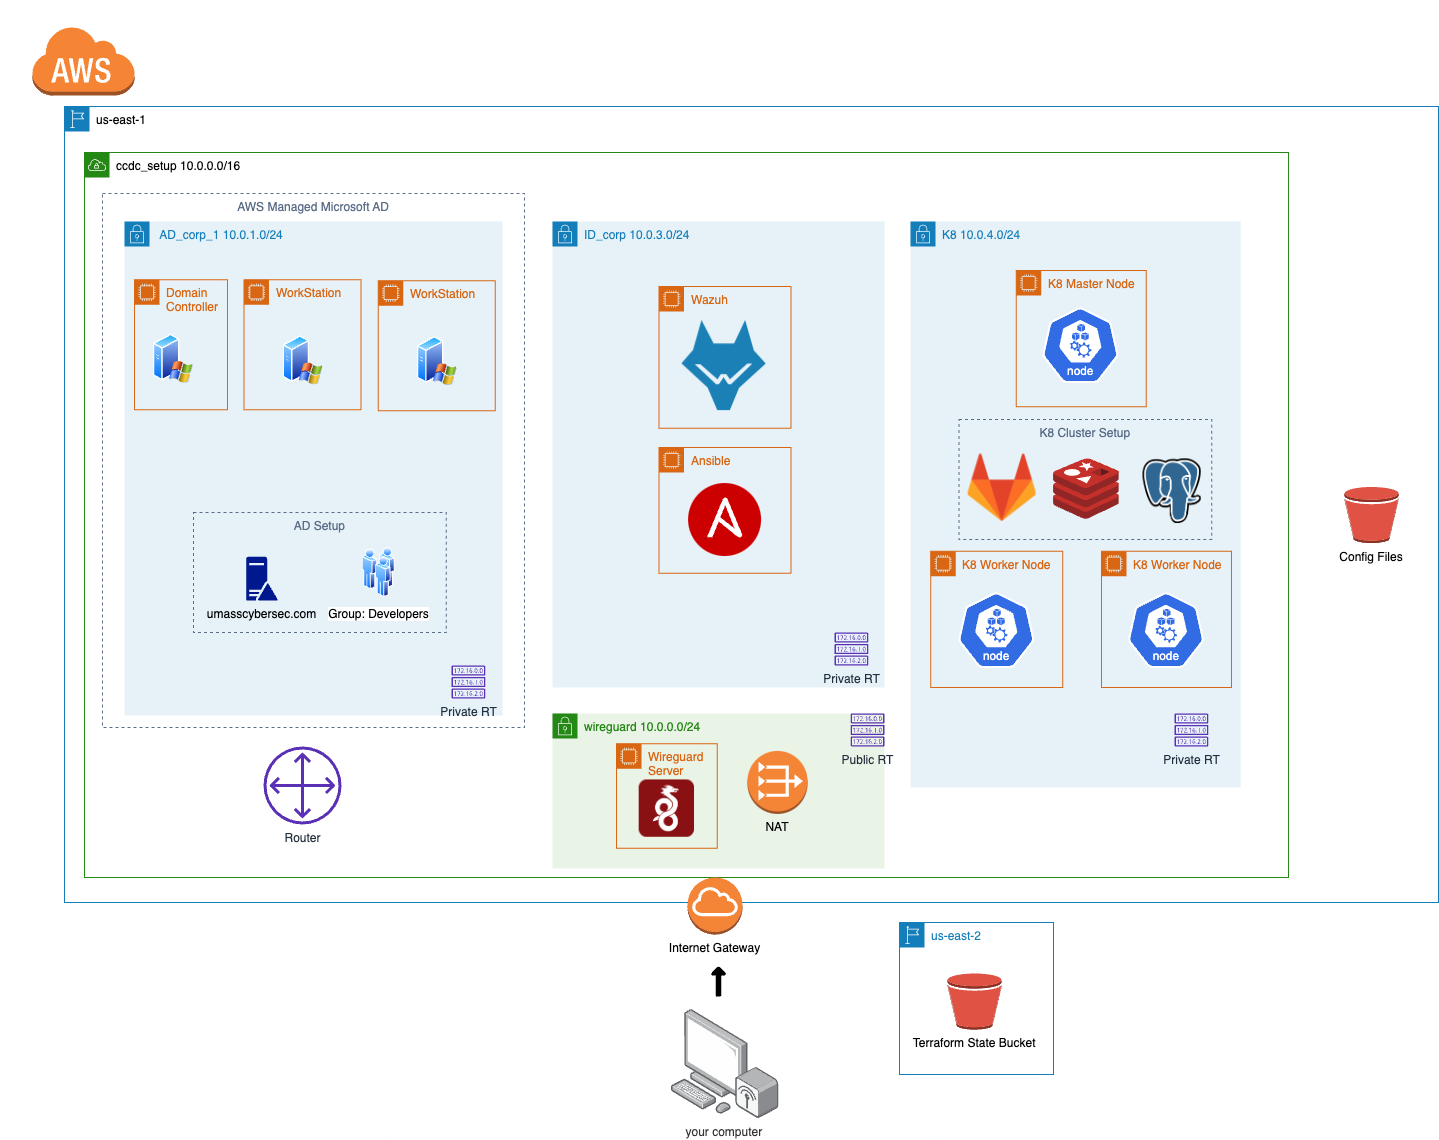 AWS
us-east-1
ccdc_setup 10.0.0.0/16
AWS Managed Microsoft AD
AD_corp_1 10.0.1.0/24
Domain
Controller
WorkStation
WorkStation
AD Setup
umasscybersec.com
Group: Developers
172.16.0.0
172.16.1.0
172.16.2.0
Private RT
Router
ID_corp 10.0.3.0/24
Wazuh
Ansible
172.16.0.0
172.16.1.0
172.16.2.0
Private RT
wireguard 10.0.0.0/24
Wireguard
Server
NAT
172.16.0.0
172.16.1.0
172.16.2.0
Public RT
K8 10.0.4.0/24
K8 Master Node
node
K8 Cluster Setup
K8 Worker Node
node
K8 Worker Node
node
172.16.0.0
172.16.1.0
172.16.2.0
Private RT
Config Files
Internet Gateway
your computer
us-east-2
Terraform State Bucket